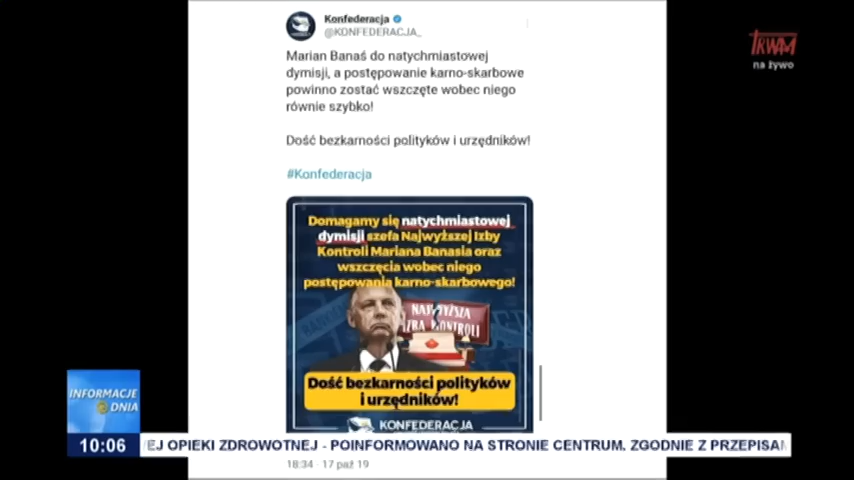 Konfederacja
@KONFEDERACJA_
Marian Banaś do natychmiastowej
dymisji, a postępowanie karno-skarbowe
powinno zostać wszczęte wobec niego
równie szybko!
Dość bezkarności polityków i urzędników!
#Konfederacja
Domagamy się natychmiastowej
dymisji szefa Najwyższej Izby
Kontroli Mariana Banasia oraz
wszczęcia wobec niego
postępowania karno-skarbowego!
NAJWYŻSZA
IZBA KONTROLI
Dość bezkarności polityków
i urzędników!
KONFEDERACJA
18:34 · 17 paź 19
TRWAM
na żywo
INFORMACJE
DNIA
10:06
EJ OPIEKI ZDROWOTNEJ - POINFORMOWANO NA STRONIE CENTRUM. ZGODNIE Z PRZEPISAM